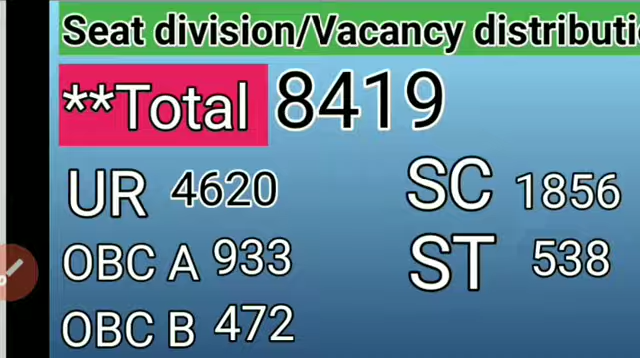 Seat division/Vacancy distributi
**Total 8419
UR 4620
SC 1856
OBC A 933
ST 538
OBC B 472